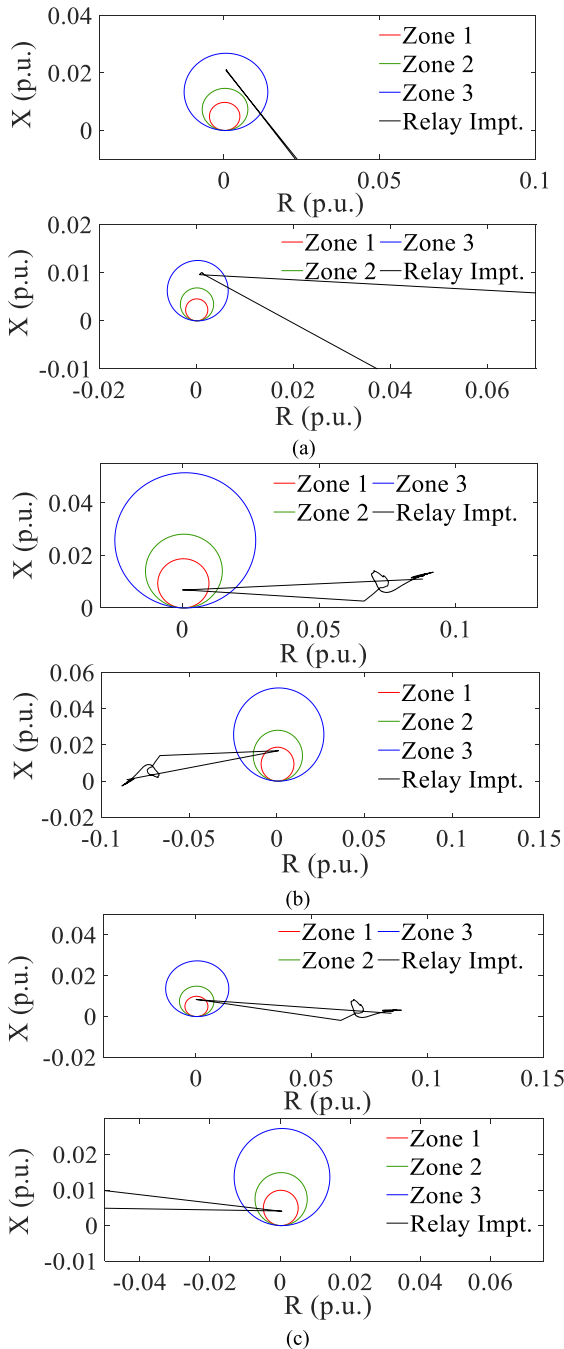 0.04
Zone 1
Zone 2
Zone 3
Relay Impt.
0.02
0
X (p.u.)
0
0.05
0.1
R (p.u.)
0.02
Zone 1
Zone 3
Zone 2
Relay Impt.
0.01
0
-0.01
X (p.u.)
-0.02
0
0.02
0.04
0.06
R (p.u.)
(a)
Zone 1
Zone 3
Zone 2
Relay Impt.
0.04
0.02
0
X (p.u.)
0
0.05
0.1
R (p.u.)
0.06
Zone 1
Zone 2
Zone 3
Relay Impt.
0.04
0.02
0
0.02
X (p.u.)
-0.1
-0.05
0
0.05
0.1
0.15
R (p.u.)
(b)
Zone 1
Zone 3
Zone 2
Relay Impt.
0.04
0.02
0
-0.02
X (p.u.)
0
0.05
0.1
0.15
R (p.u.)
0.03
Zone 1
Zone 2
Zone 3
Relay Impt.
0.02
0.01
0
-0.01
X (p.u.)
-0.04
-0.02
0
0.02
0.04
0.06
R (p.u.)
(c)